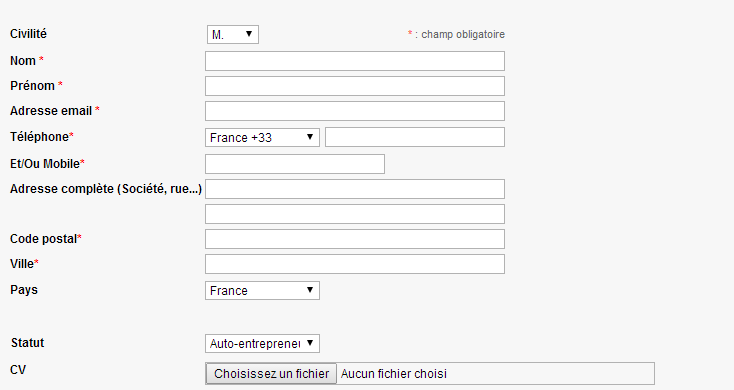 Civilité M. * : champ obligatoire
Nom *
Prénom *
Adresse email *
Téléphone* France +33
Et/Ou Mobile*
Adresse complète (Société, rue...)
Code postal*
Ville*
Pays France
Statut Auto-entrepreneu
CV Choisissez un fichier Aucun fichier choisi